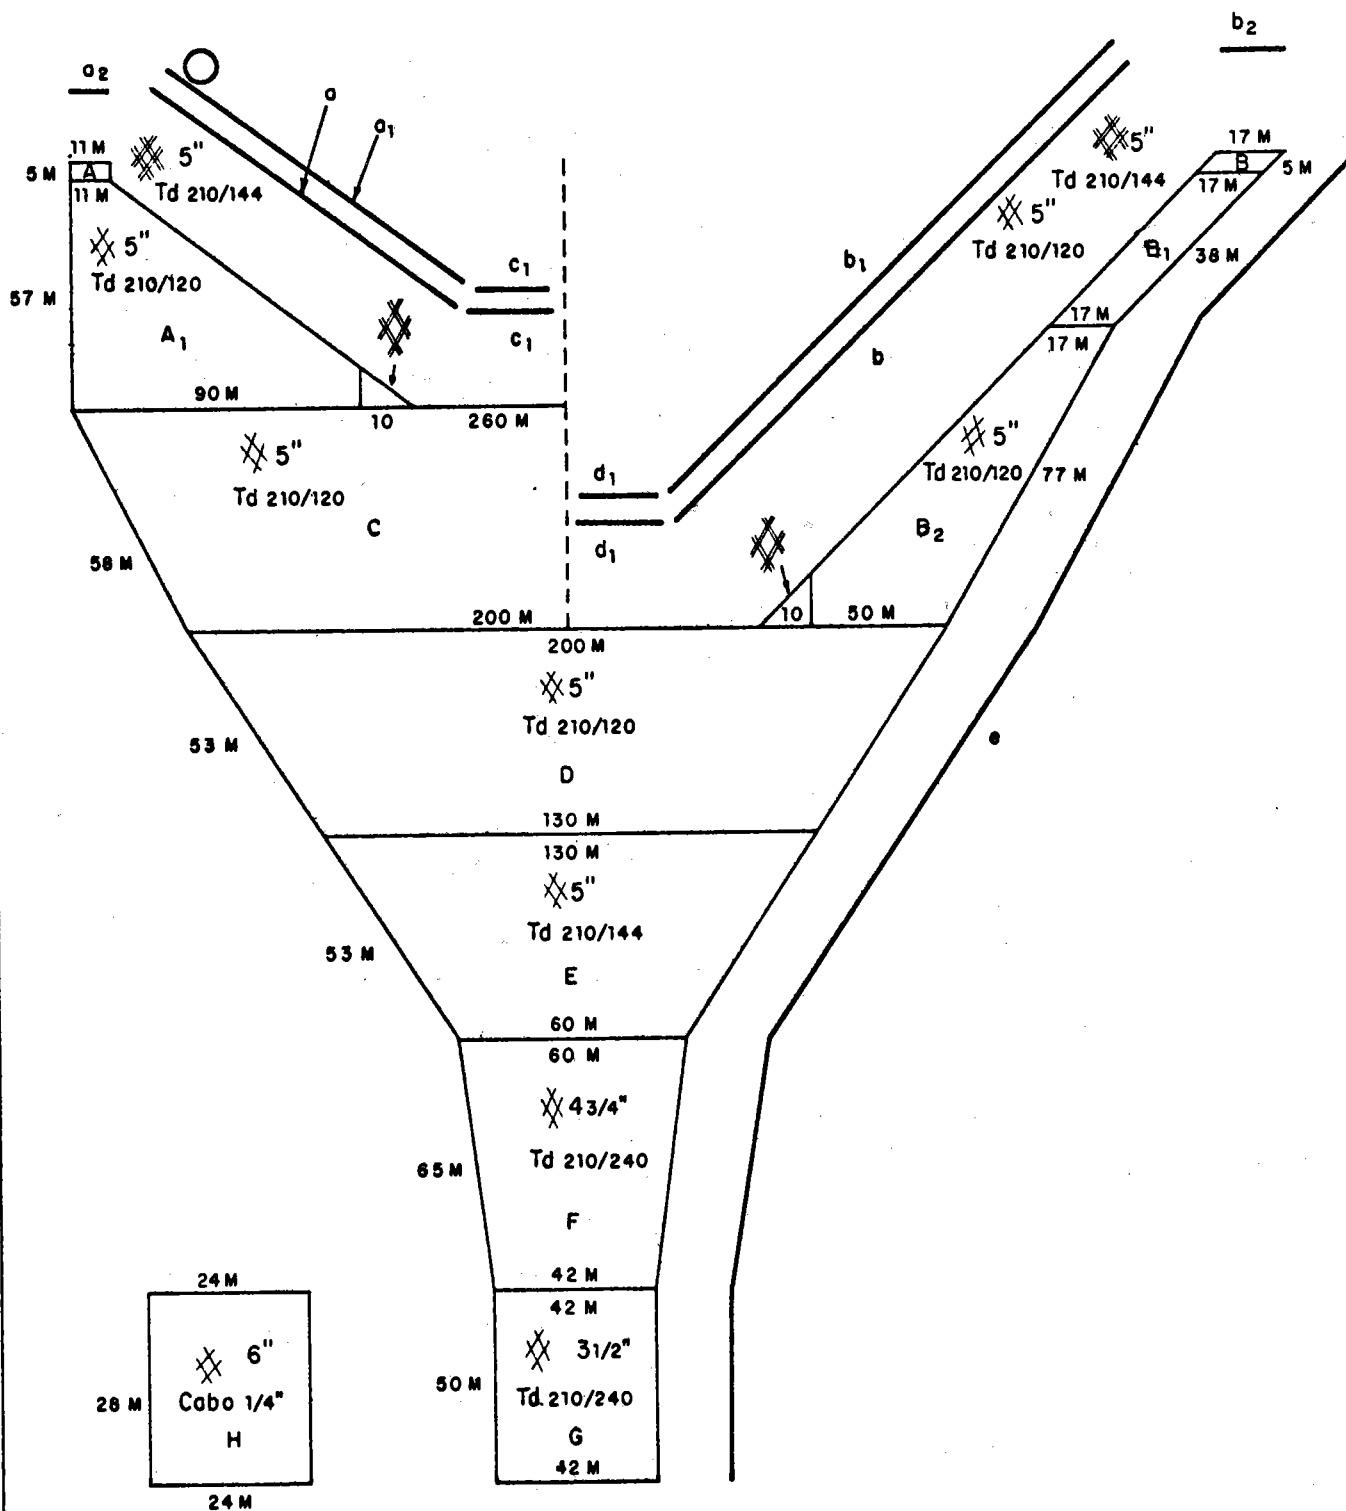 b2
a2
a
a1
11 M
5"
5"
17 M
5 M
A
Td 210/144
Td 210/144
B
5 M
11 M
17 M
5"
5"
Td 210/120
Td 210/120
B1
38 M
c1
b1
57 M
17 M
A1
c1
b
17 M
90 M
10
260 M
5"
5"
Td 210/120
Td 210/120
77 M
d1
C
B2
d1
58 M
200 M
10
50 M
200 M
5"
Td 210/120
53 M
e
D
130 M
130 M
5"
Td 210/144
53 M
E
60 M
60 M
4 3/4"
Td 210/240
65 M
F
24 M
42 M
42 M
6"
3 1/2"
28 M
Cabo 1/4"
50 M
Td. 210/240
H
G
42 M
24 M